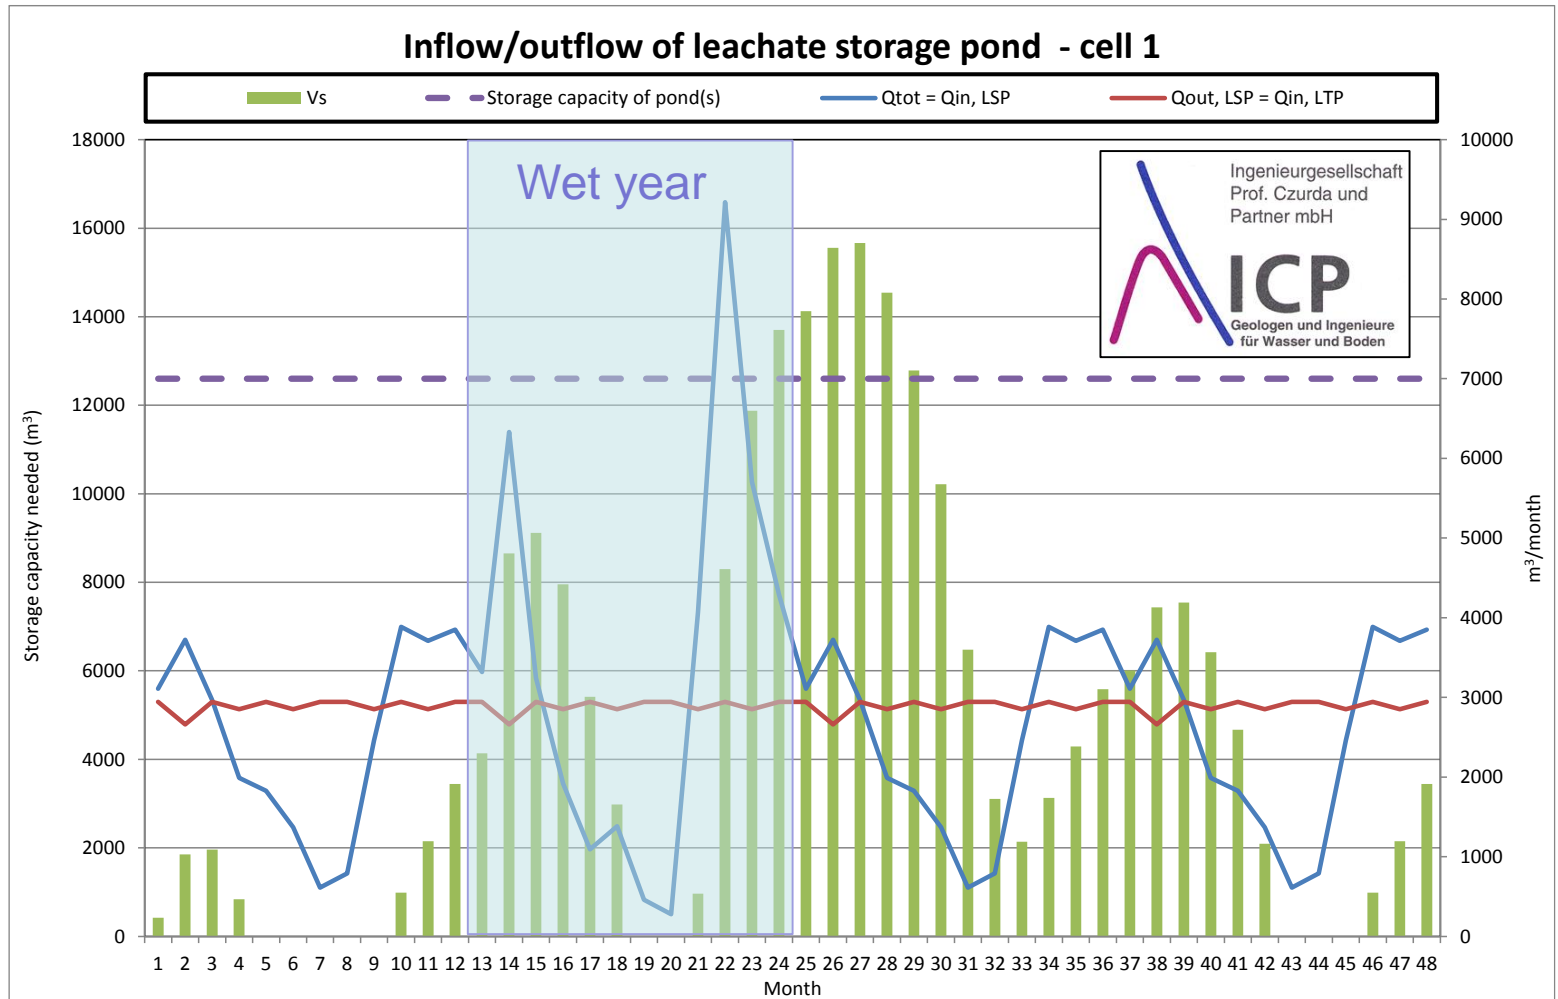 Inflow/outflow of leachate storage pond - cell 1
Vs
Storage capacity of pond(s)
Qtot = Qin, LSP
Qout, LSP = Qin, LTP
18000
16000
14000
12000
10000
8000
6000
4000
2000
0
Storage capacity needed (m³)
Wet year
Ingenieurgesellschaft
Prof. Czurda und
Partner mbH
ICP
Geologen und Ingenieure
für Wasser und Boden
10000
9000
8000
7000
6000
5000
4000
3000
2000
1000
0
m³/month
1 2 3 4 5 6 7 8 9 10 11 12 13 14 15 16 17 18 19 20 21 22 23 24 25 26 27 28 29 30 31 32 33 34 35 36 37 38 39 40 41 42 43 44 45 46 47 48
Month